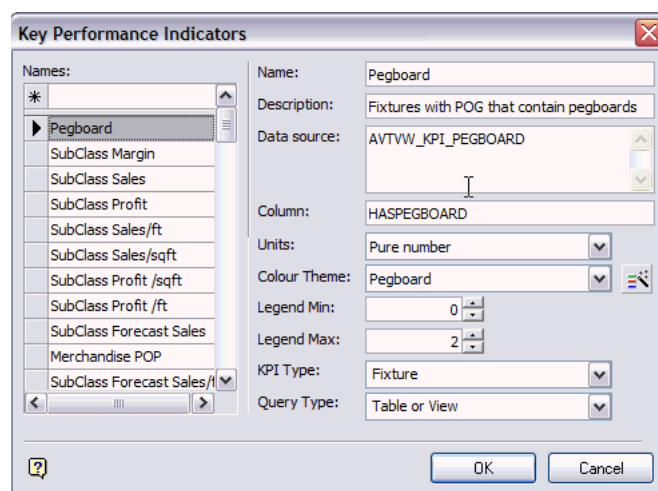 Key Performance Indicators
Names:
Pegboard
SubClass Margin
SubClass Sales
SubClass Profit
SubClass Sales/ft
SubClass Sales/sqft
SubClass Profit /sqft
SubClass Profit /ft
SubClass Forecast Sales
Merchandise POP
SubClass Forecast Sales/
Name: Pegboard
Description: Fixtures with POG that contain pegboards
Data source: AVTVW_KPI_PEGBOARD
Column: HASPEGBOARD
Units: Pure number
Colour Theme: Pegboard
Legend Min: 0
Legend Max: 2
KPI Type: Fixture
Query Type: Table or View
OK Cancel